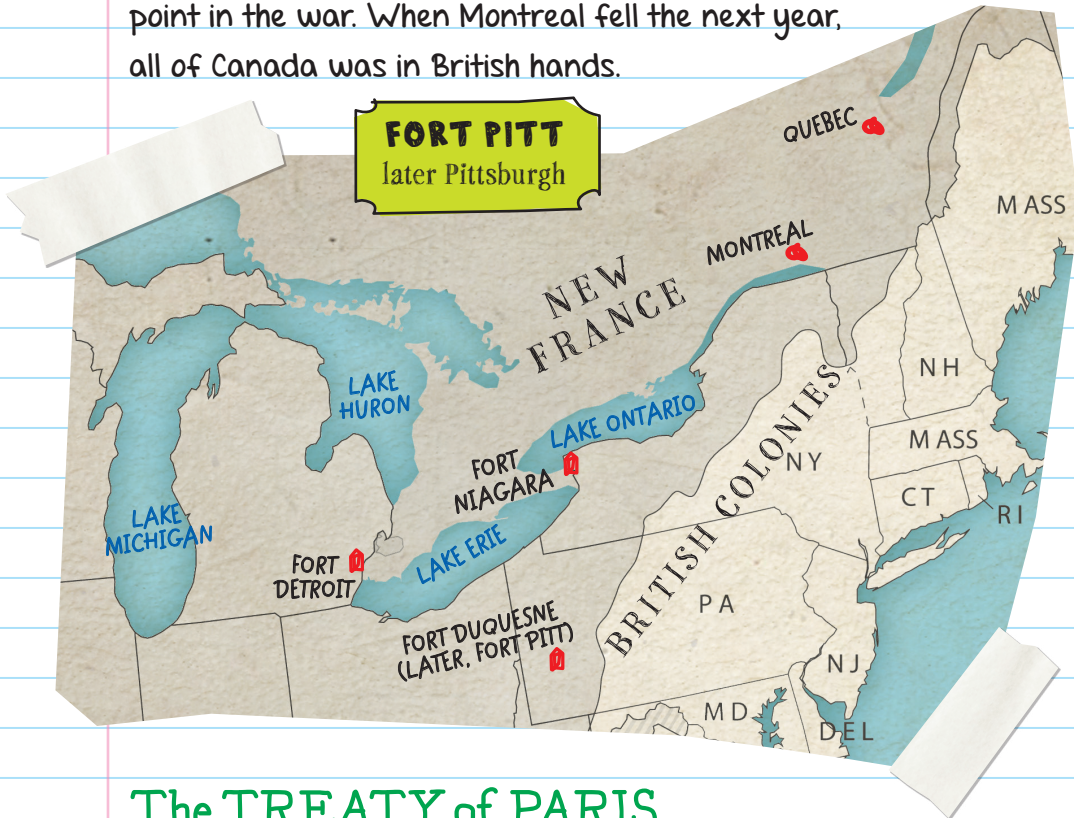 point in the war. When Montreal fell the next year,
all of Canada was in British hands.
FORT PITT
later Pittsburgh
QUEBEC
MASS
MONTREAL
NEW
FRANCE
LAKE
HURON
NH
LAKE ONTARIO
MASS
FORT
NIAGARA
NY
CT
RI
LAKE
MICHIGAN
LAKE ERIE
BRITISH COLONIES
FORT
DETROIT
PA
FORT DUQUESNE
(LATER, FORT PITT)
NJ
MD
DEL
The TREATY of PARIS